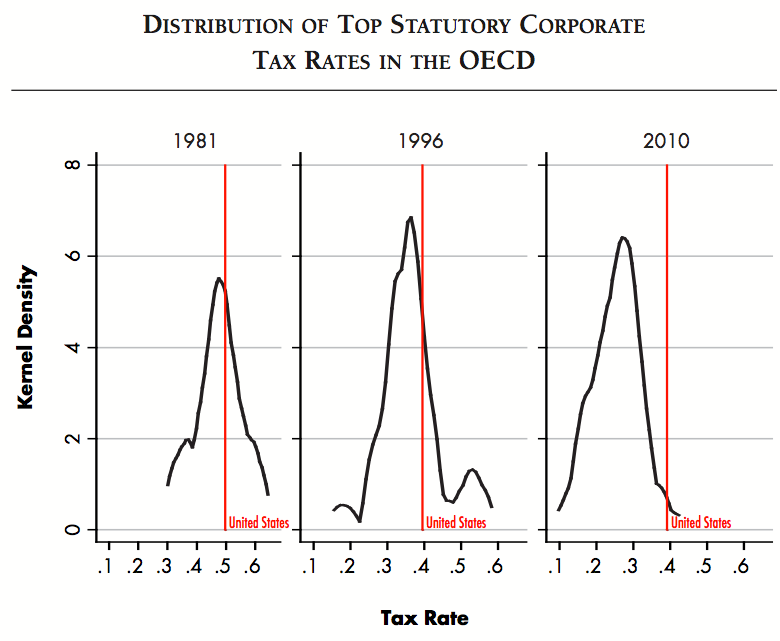 DISTRIBUTION OF TOP STATUTORY CORPORATE
TAX RATES IN THE OECD
1981 1996 2010
8
6
4
2
0
Kernel Density
United States United States United States
.1 .2 .3 .4 .5 .6 .1 .2 .3 .4 .5 .6 .1 .2 .3 .4 .5 .6
Tax Rate